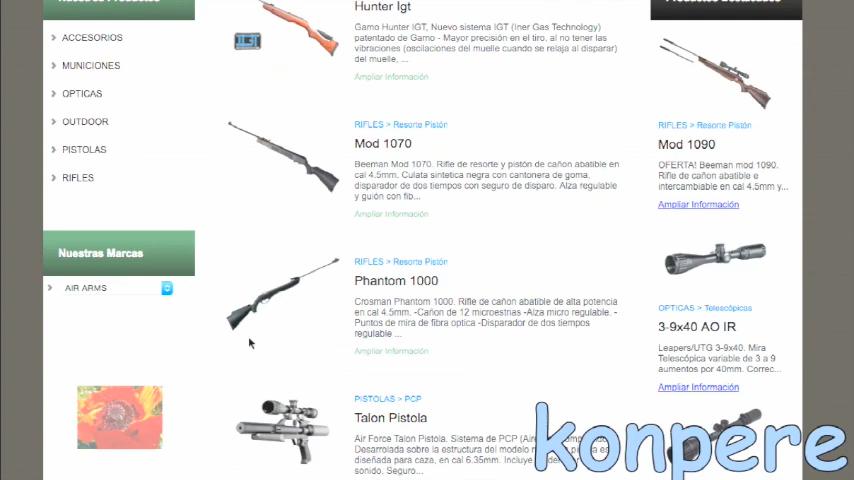 ACCESORIOS
MUNICIONES
OPTICAS
OUTDOOR
PISTOLAS
RIFLES
Nuestras Marcas
AIR ARMS
Hunter Igt
Gamo Hunter IGT, Nuevo sistema IGT (Iner Gas Technology)
patentado de Gamo - Mayor precisión en el tiro, al no tener las
vibraciones (oscilaciones del muelle cuando se relaja al disparar)
del muelle, ...
Ampliar Información
RIFLES > Resorte Pistón
Mod 1070
Beeman Mod 1070. Rifle de resorte y pistón de cañon abatible
en cal 4.5mm. Culata sintetica negra con cantonera de goma,
disparador de dos tiempos con seguro de disparo. Alza regulable
y guión con fib...
Ampliar Información
RIFLES > Resorte Pistón
Phantom 1000
Crosman Phantom 1000. Rifle de cañon abatible de alta potencia
en cal 4.5mm. -Cañon de 12 microestrias -Alza micro regulable. -
Puntos de mira de fibra optica -Disparador de dos tiempos
regulable ...
Ampliar Información
PISTOLAS > PCP
Talon Pistola
Air Force Talon Pistola. Sistema de PCP
Desarrollada sobre la estructura del modelo
diseñada para caza, en cal 6.35mm. Incluye
sonido. Seguro...
RIFLES > Resorte Pistón
Mod 1090
OFERTA! Beeman mod 1090.
Rifle de cañon abatible e
intercambiable en cal 4.5mm y...
Ampliar Información
OPTICAS > Telescópicas
3-9x40 AO IR
Leapers/UTG 3-9x40. Mira
Telescópica variable de 3 a 9
aumentos por 40mm. Correc...
Ampliar Información
konpere